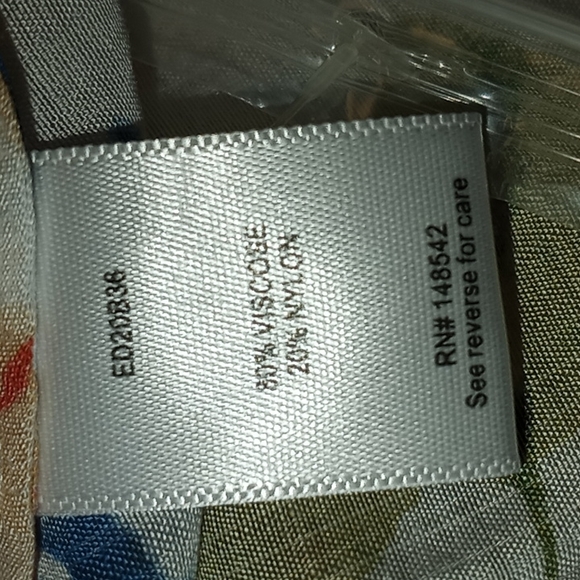 ED20B36
80% VISCOSE
20% NYLON
RN# 148542
See reverse for care